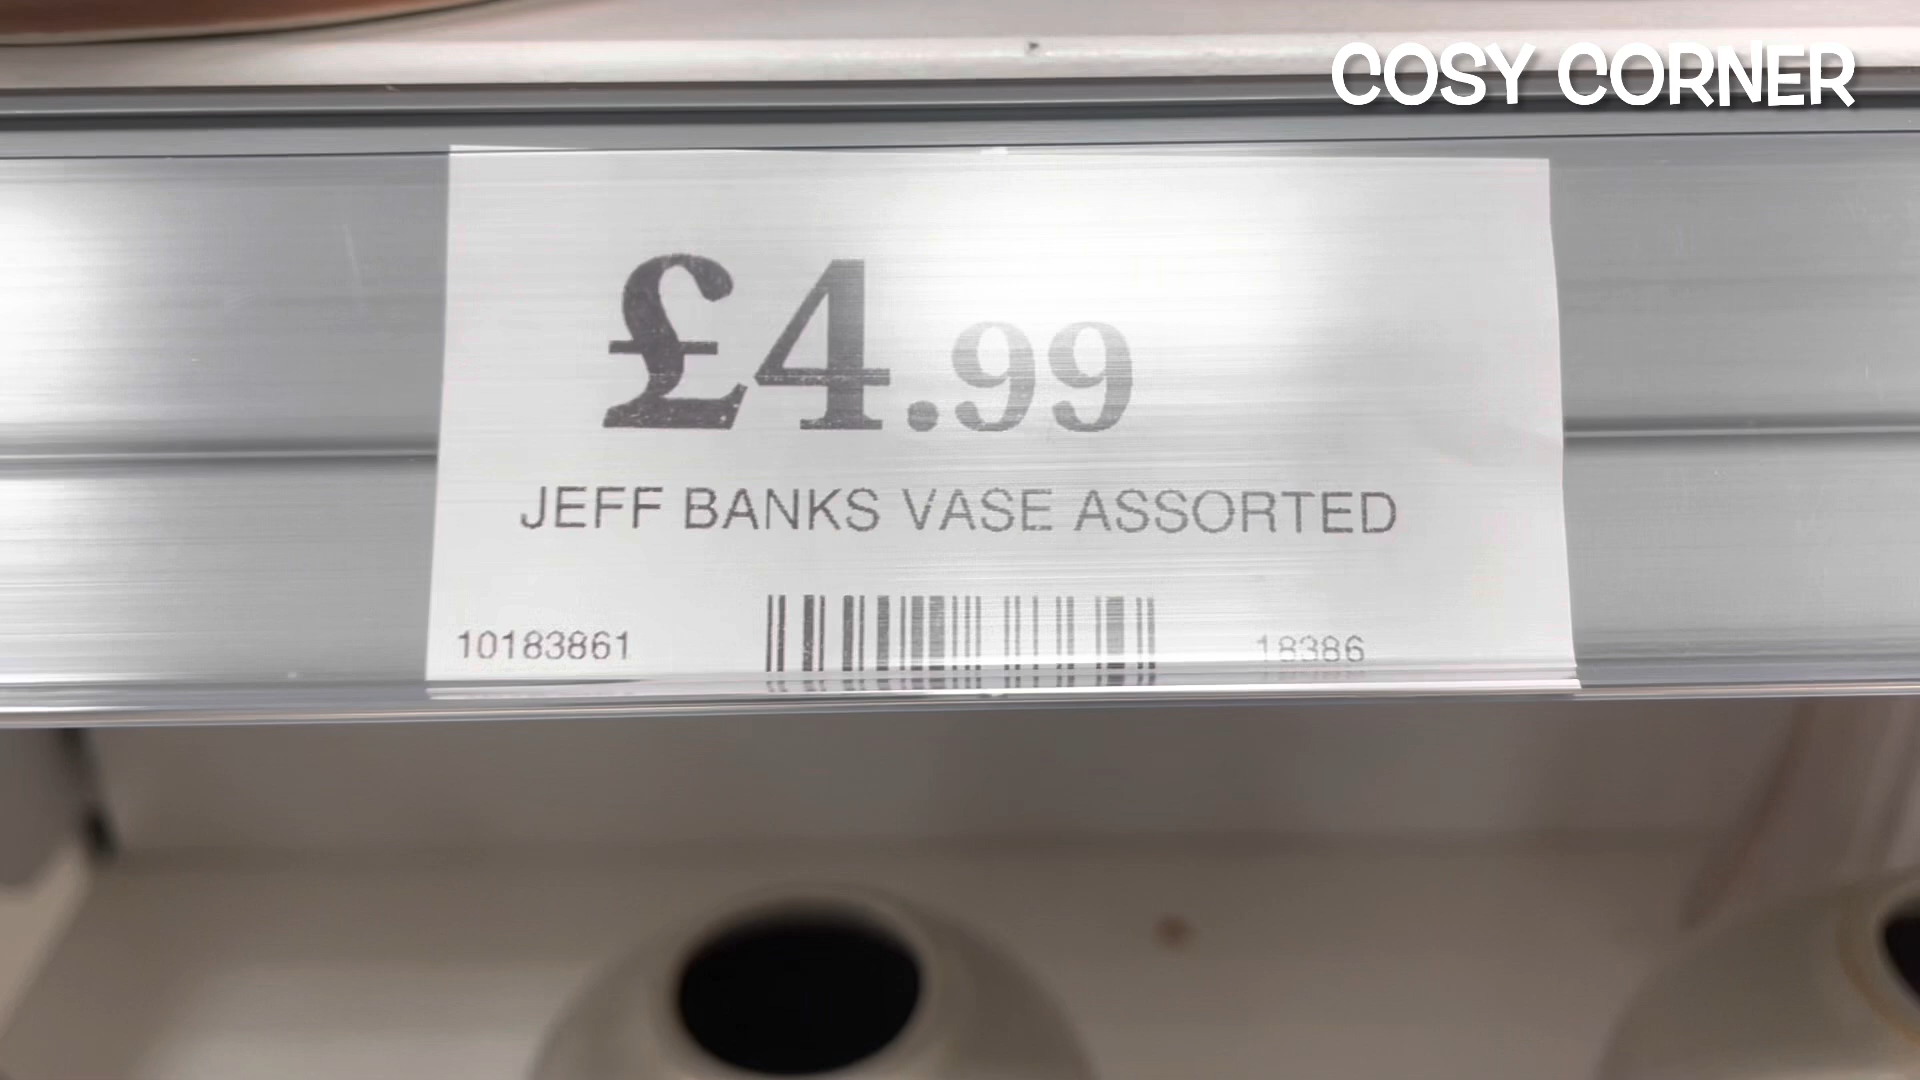 COSY CORNER
£4.99
JEFF BANKS VASE ASSORTED
10183861
18386